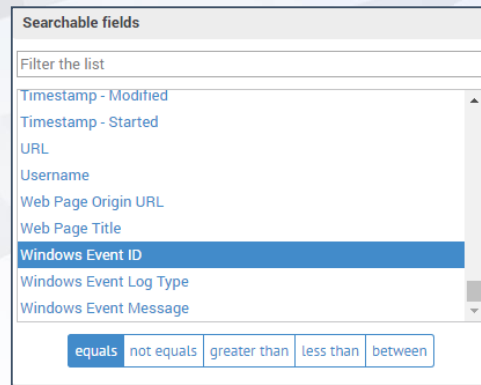 Searchable fields
Filter the list
Timestamp - Modified
Timestamp - Started
URL
Username
Web Page Origin URL
Web Page Title
Windows Event ID
Windows Event Log Type
Windows Event Message
equals not equals greater than less than between